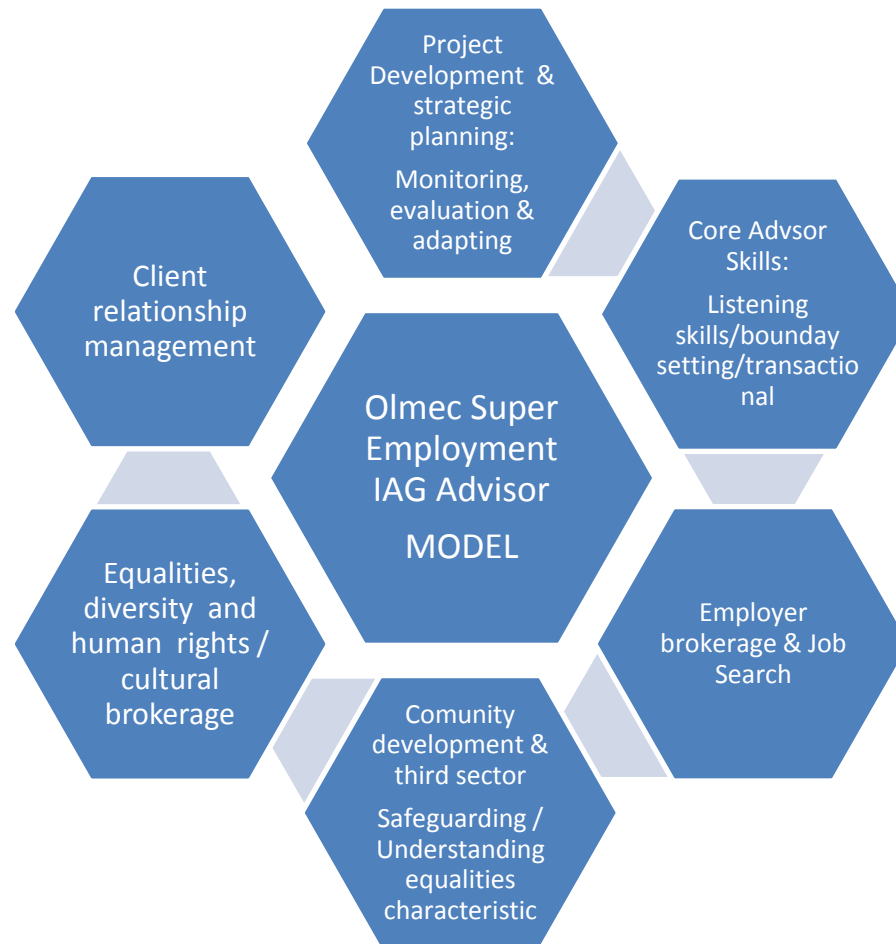 Project
Development & 
strategic
planning:
Monitoring,
evaluation &
adapting
Core Advsor
Skills:
Listening
skills/bounday
setting/transactio
nal
Employer
brokerage & Job
Search
Comunity
development &
third sector
Safeguarding /
Understanding
equalities
characteristic
Equalities,
diversity and
human rights /
cultural
brokerage
Client
relationship
management
Olmec Super
Employment
IAG Advisor
MODEL